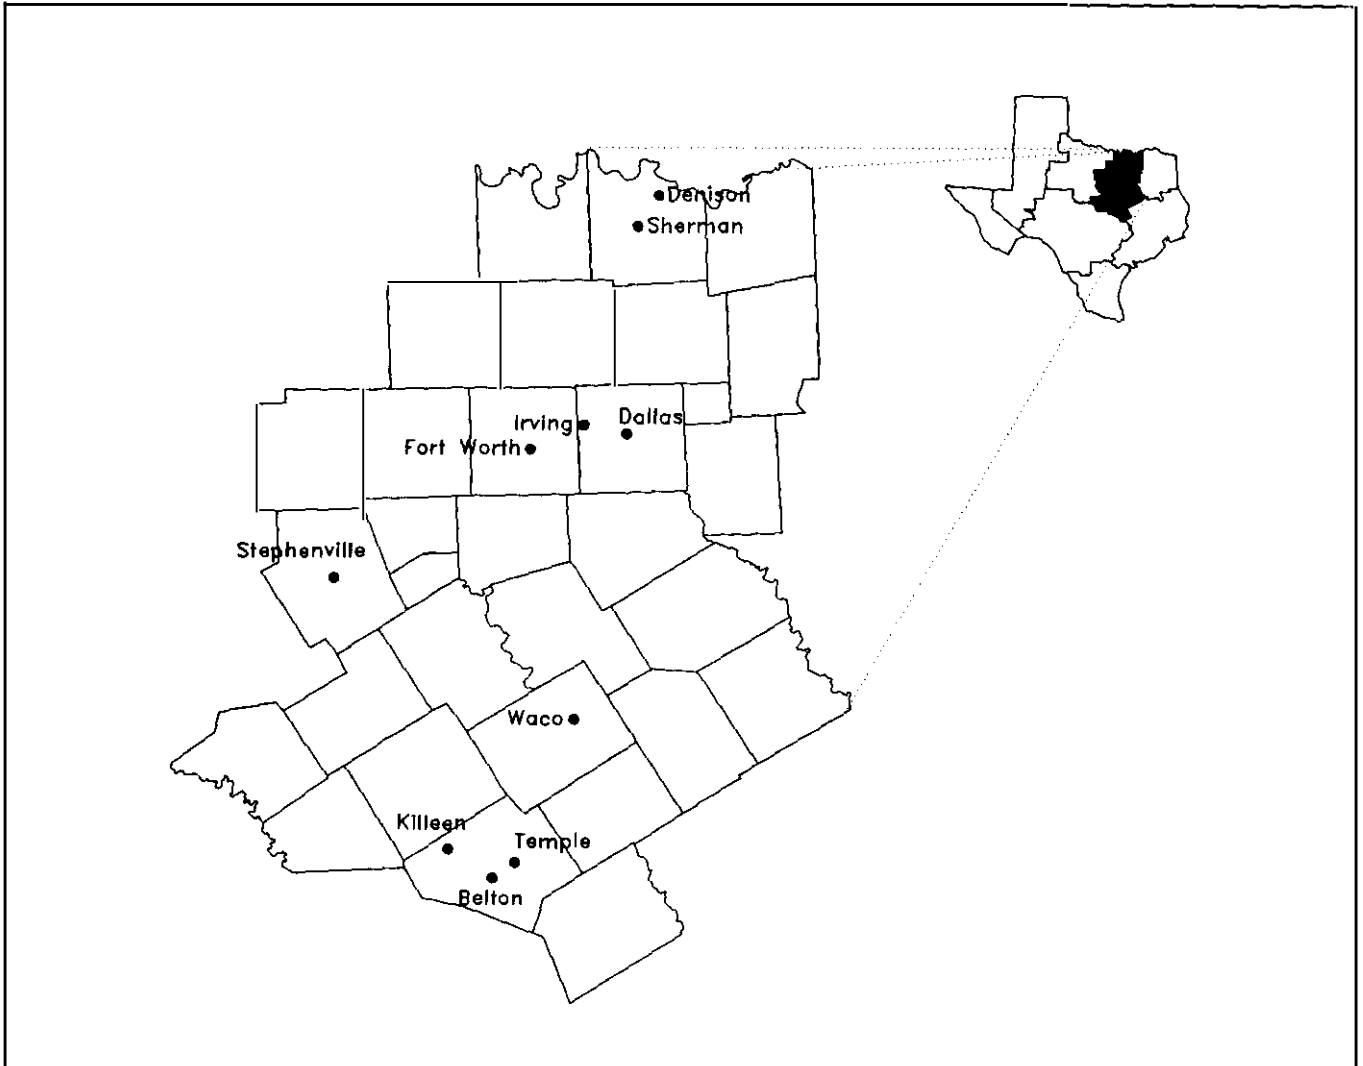 Denison
Sherman
Irving
Dallas
Fort Worth
Stephenville
Waco
Killeen
Temple
Belton